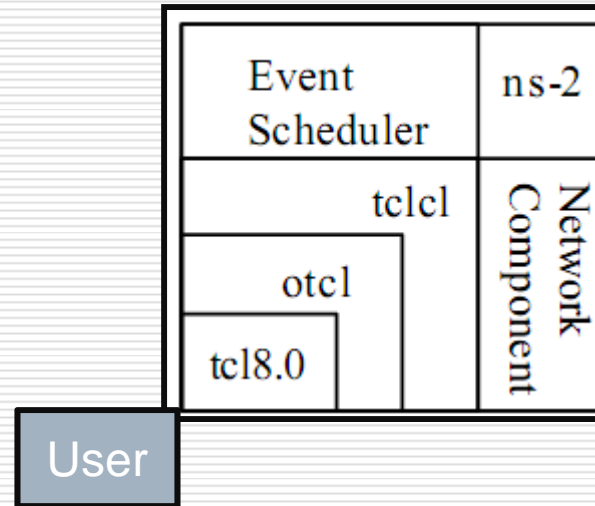 Event
Scheduler
ns-2
tclcl
Network
Component
otcl
tcl8.0
User